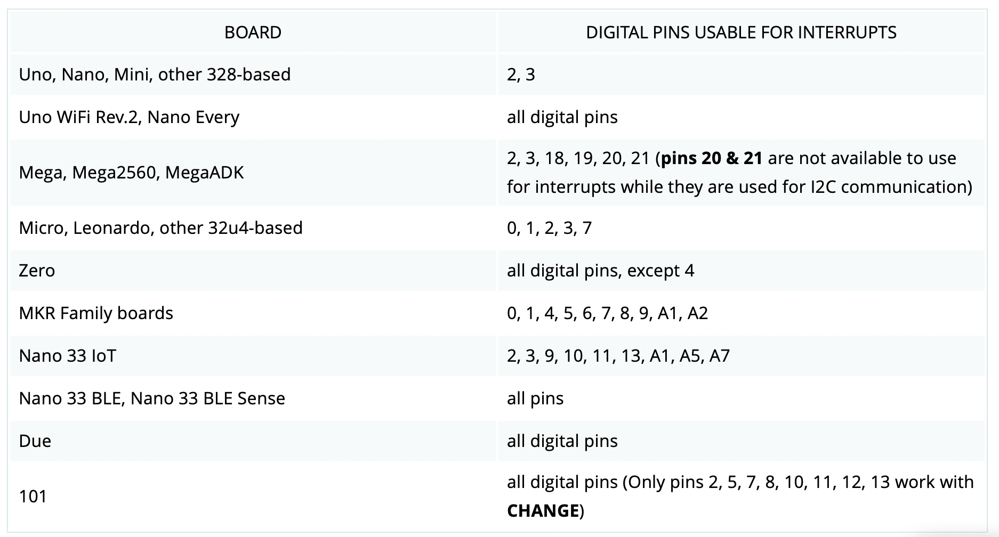 BOARD
DIGITAL PINS USABLE FOR INTERRUPTS
Uno, Nano, Mini, other 328-based
2, 3
Uno WiFi Rev.2, Nano Every
all digital pins
Mega, Mega2560, MegaADK
2, 3, 18, 19, 20, 21 (pins 20 & 21 are not available to use
for interrupts while they are used for I2C communication)
Micro, Leonardo, other 32u4-based
0, 1, 2, 3, 7
Zero
all digital pins, except 4
MKR Family boards
0, 1, 4, 5, 6, 7, 8, 9, A1, A2
Nano 33 IoT
2, 3, 9, 10, 11, 13, A1, A5, A7
Nano 33 BLE, Nano 33 BLE Sense
all pins
Due
all digital pins
101
all digital pins (Only pins 2, 5, 7, 8, 10, 11, 12, 13 work with
CHANGE)